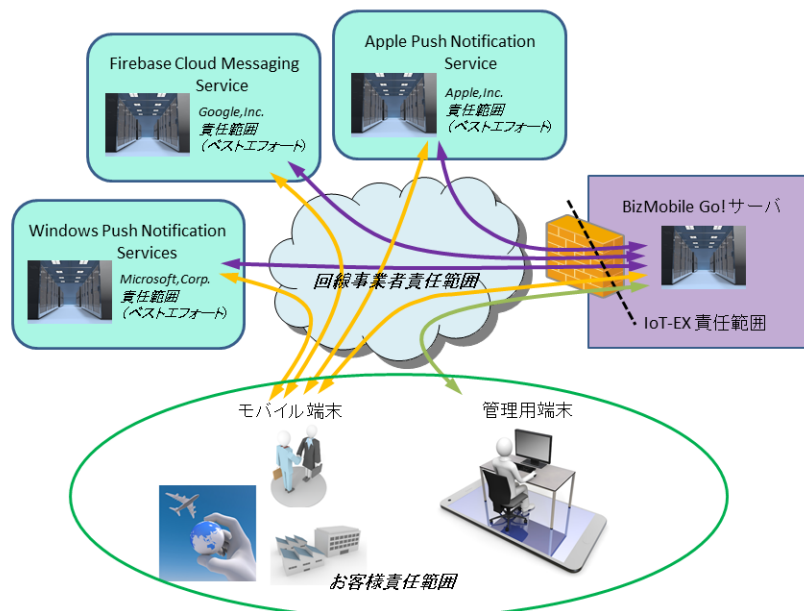 Apple Push Notification
Service
Apple,Inc.
責任範囲
(ベストエフォート)
Firebase Cloud Messaging
Service
Google,Inc.
責任範囲
(ベストエフォート)
BizMobile Go!サーバ
IoT-EX 責任範囲
Windows Push Notification
Services
Microsoft,Corp.
責任範囲
(ベストエフォート)
回線事業者責任範囲
モバイル端末
管理用端末
お客様責任範囲